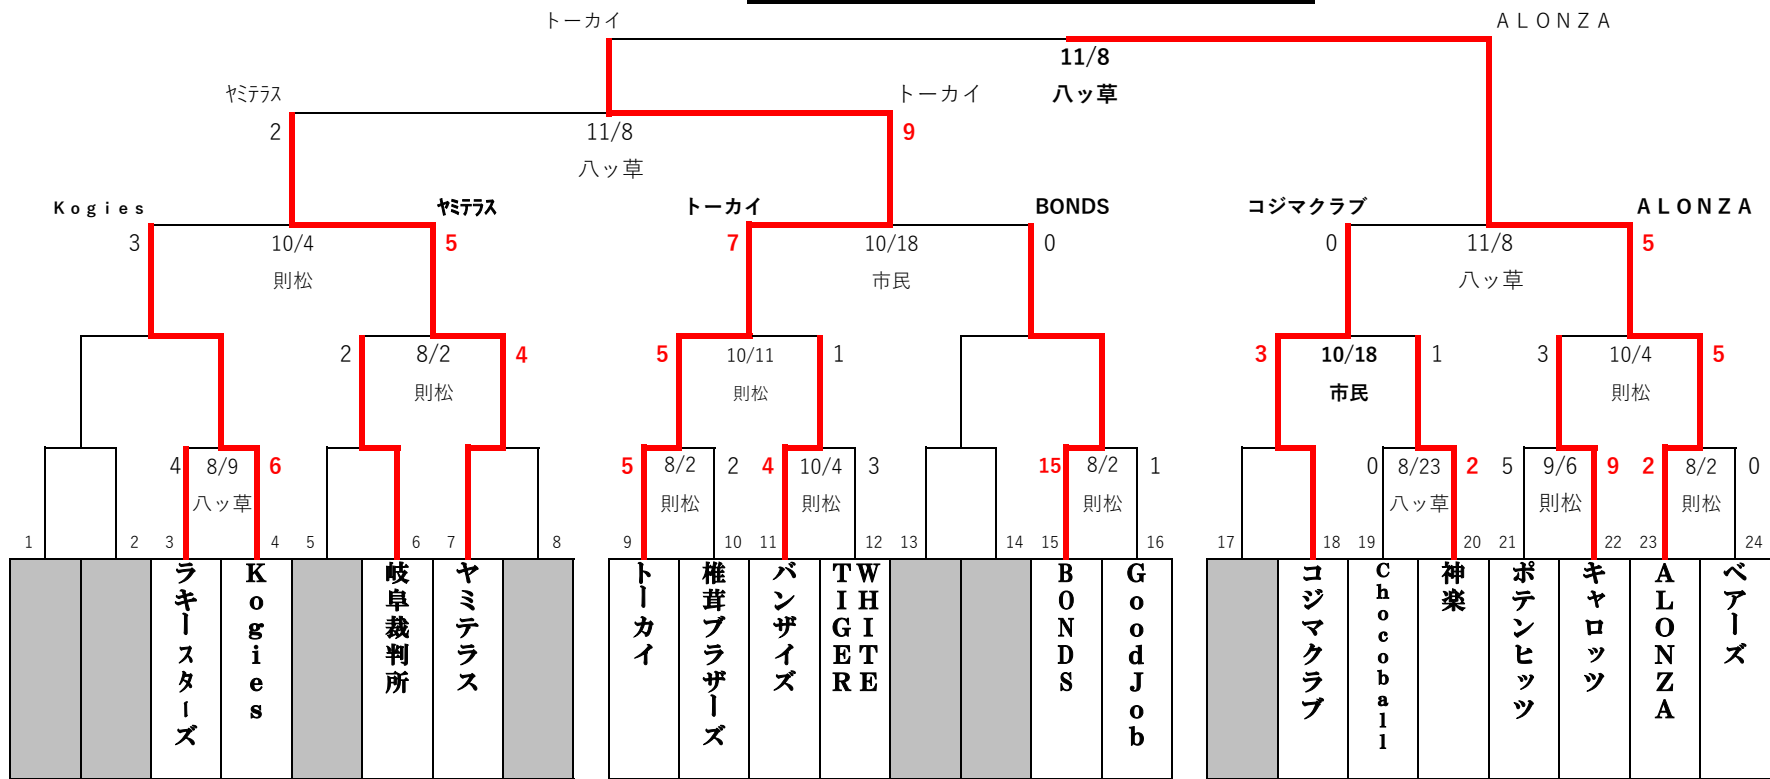 トーカイ ＡＬＯＮＺＡ
11/8
八ッ草
ﾔﾐﾃﾗｽ トーカイ
2 11/8 9
八ッ草
Ｋｏｇｉｅｓ ﾔﾐﾃﾗｽ トーカイ BONDS コジマクラブ ＡＬＯＮＺＡ
3 10/4 5 7 10/18 0 0 11/8 5
則松 市民 八ッ草
2 8/2 4 5 10/11 1 3 10/18 1 3 10/4 5
則松 則松 市民 則松
4 8/9 6 5 8/2 2 4 10/4 3 15 8/2 1 0 8/23 2 5 9/6 9 2 8/2 0
八ッ草 則松 則松 則松 八ッ草 則松 則松
1 2 3 4 5 6 7 8 9 10 11 12 13 14 15 16 17 18 19 20 21 22 23 24
ラキースターズ
Ｋｏｇｉｅｓ
岐阜裁判所
ヤミテラス
トーカイ
椎茸ブラザーズ
バンザイズ
ＷＨＩＴＥ
ＴＩＧＥＲ
ＢＯＮＤＳ
ＧｏｏｄＪｏｂ
コジマクラブ
Ｃｈｏｃｏｂａｌｌ
神楽
ポテンヒッツ
キャロッツ
ＡＬＯＮＺＡ
ベアーズ